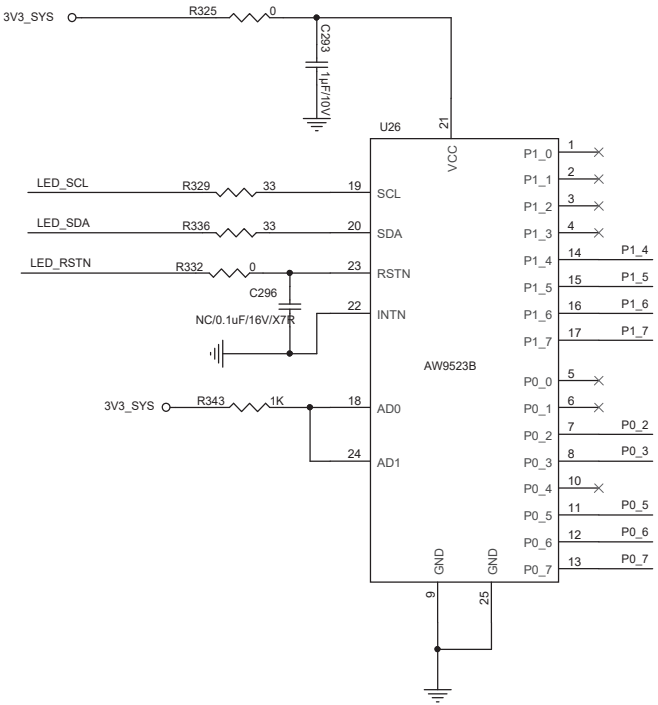 3V3_SYS R325 0
C293
1µF/10V
U26
21
VCC
LED_SCL R329 33 19 SCL
LED_SDA R336 33 20 SDA
LED_RSTN R332 0 23 RSTN
C296
NC/0.1uF/16V/X7R
22 INTN
AW9523B
3V3_SYS R343 1K 18 AD0
24 AD1
P1_0 1
P1_1 2
P1_2 3
P1_3 4
P1_4 14 P1_4
P1_5 15 P1_5
P1_6 16 P1_6
P1_7 17 P1_7
P0_0 5
P0_1 6
P0_2 7 P0_2
P0_3 8 P0_3
P0_4 10
P0_5 11 P0_5
P0_6 12 P0_6
P0_7 13 P0_7
GND GND
9 25